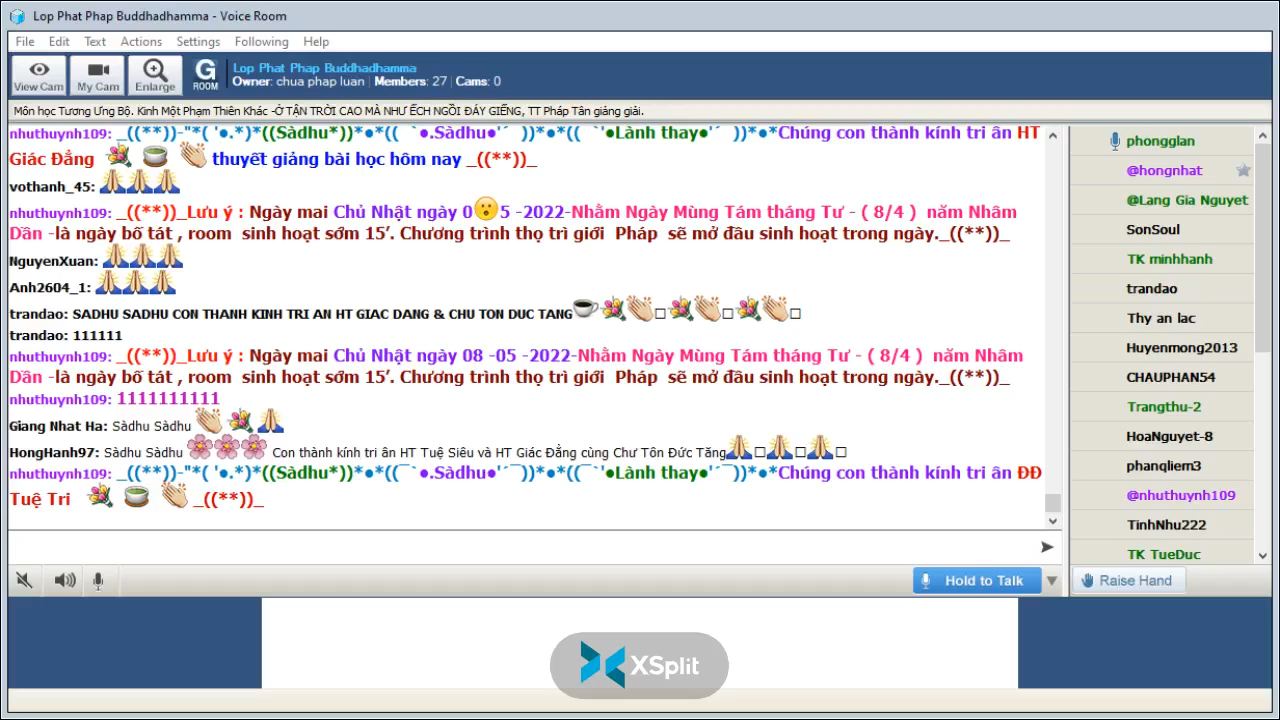 Lop Phat Phap Buddhadhamma - Voice Room
File Edit Text Actions Settings Following Help
View Cam My Cam Enlarge G ROOM
Lop Phat Phap Buddhadhamma
Owner: chua phap luan | Members: 27 | Cams: 0
Môn học Tương Ưng Bộ. Kinh Một Phạm Thiên Khác -Ở TẬN TRỜI CAO MÀ NHƯ ẾCH NGỒI ĐÁY GIẾNG, TT Pháp Tân giảng giải.
nhuthuynh109: _((**))-"*( '●.*)*((Sàdhu*))*●*((  `●.Sàdhu●'´  ))*●*((  `'●Lành thay●'´  ))*●*Chúng con thành kính tri ân HT
Giác Đẳng 💐 🍵 👏 thuyết giảng bài học hôm nay _((**))_
vothanh_45: 🙏🙏🙏
nhuthuynh109: _((**))_Lưu ý : Ngày mai Chủ Nhật ngày 0😮5 -2022-Nhằm Ngày Mùng Tám tháng Tư - ( 8/4 ) năm Nhâm
Dần -là ngày bố tát , room sinh hoạt sớm 15’. Chương trình thọ trì giới Pháp sẽ mở đầu sinh hoạt trong ngày._((**))_
NguyenXuan: 🙏🙏🙏
Anh2604_1: 🙏🙏🙏
trandao: SADHU SADHU CON THANH KINH TRI AN HT GIAC DANG & CHU TON DUC TANG☕💐👏□💐👏□💐👏□
trandao: 111111
nhuthuynh109: _((**))_Lưu ý : Ngày mai Chủ Nhật ngày 08 -05 -2022-Nhằm Ngày Mùng Tám tháng Tư - ( 8/4 ) năm Nhâm
Dần -là ngày bố tát , room sinh hoạt sớm 15’. Chương trình thọ trì giới Pháp sẽ mở đầu sinh hoạt trong ngày._((**))_
nhuthuynh109: 1111111111
Giang Nhat Ha: Sàdhu Sàdhu 👏 💐 🙏
HongHanh97: Sàdhu Sàdhu 🌸🌸🌸 Con thành kính tri ân HT Tuệ Siêu và HT Giác Đẳng cùng Chư Tôn Đức Tăng🙏□🙏□🙏□
nhuthuynh109: _((**))-"*( '●.*)*((Sàdhu*))*●*((¯`●.Sàdhu●'´¯))*●*((¯`'●Lành thay●'´¯))*●*Chúng con thành kính tri ân ĐĐ
Tuệ Tri 💐 🍵 👏 _((**))_
Hold to Talk
phongglan
@hongnhat
@Lang Gia Nguyet
SonSoul
TK minhhanh
trandao
Thy an lac
Huyenmong2013
CHAUPHAN54
Trangthu-2
HoaNguyet-8
phanqliem3
@nhuthuynh109
TinhNhu222
TK TueDuc
Raise Hand
XSplit